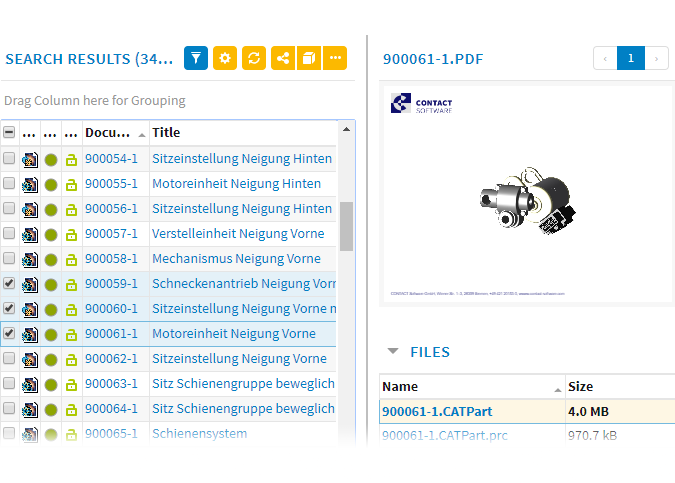 SEARCH RESULTS (34...
Drag Column here for Grouping
... ... ... Docu... Title
900054-1 Sitzeinstellung Neigung Hinten
900055-1 Motoreinheit Neigung Hinten
900056-1 Sitzeinstellung Neigung Hinten
900057-1 Verstelleinheit Neigung Vorne
900058-1 Mechanismus Neigung Vorne
900059-1 Schneckenantrieb Neigung Vorn
900060-1 Sitzeinstellung Neigung Vorne n
900061-1 Motoreinheit Neigung Vorne
900062-1 Sitzeinstellung Neigung Vorne
900063-1 Sitz Schienengruppe beweglich
900064-1 Sitz Schienengruppe beweglich
900065-1 Schienensystem
900061-1.PDF
‹ 1 ›
CONTACT
SOFTWARE
FILES
Name Size
900061-1.CATPart 4.0 MB
900061-1.CATPart.prc 970.7 kB